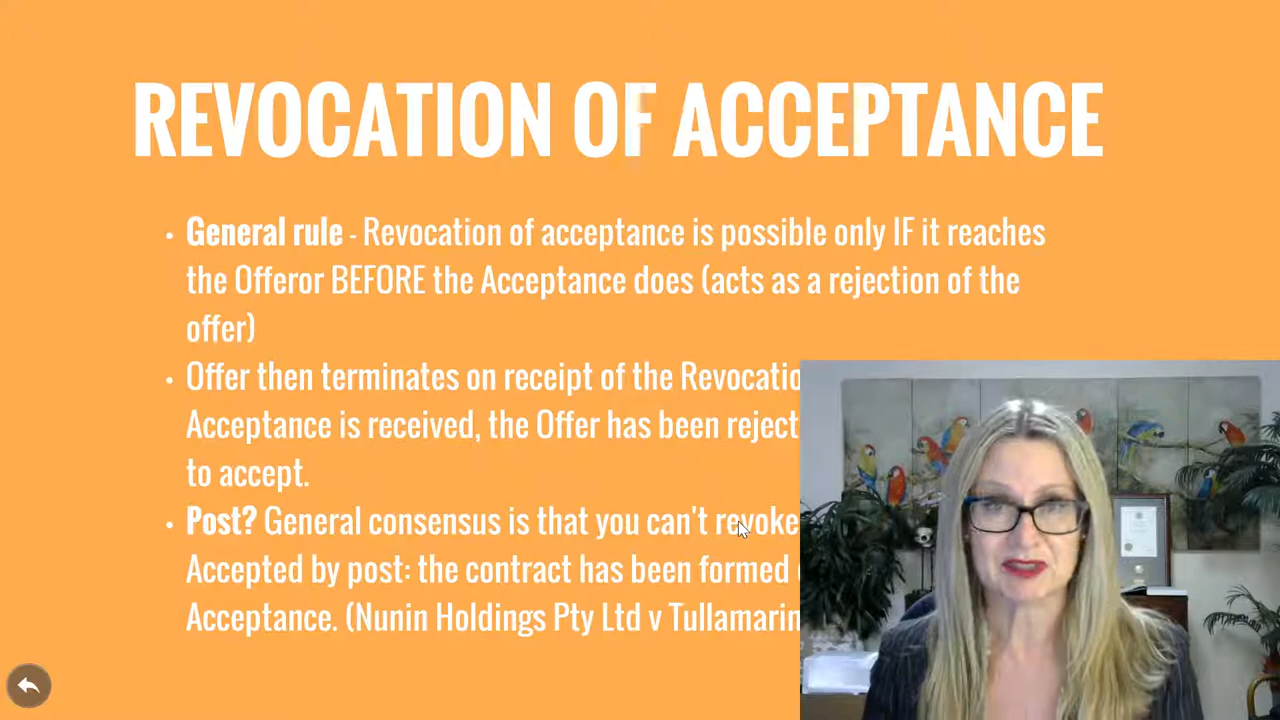 REVOCATION OF ACCEPTANCE
• General rule - Revocation of acceptance is possible only IF it reaches
the Offeror BEFORE the Acceptance does (acts as a rejection of the
offer)
• Offer then terminates on receipt of the Revocatio
Acceptance is received, the Offer has been reject
to accept.
• Post? General consensus is that you can't revoke
Accepted by post: the contract has been formed
Acceptance. (Nunin Holdings Pty Ltd v Tullamarin